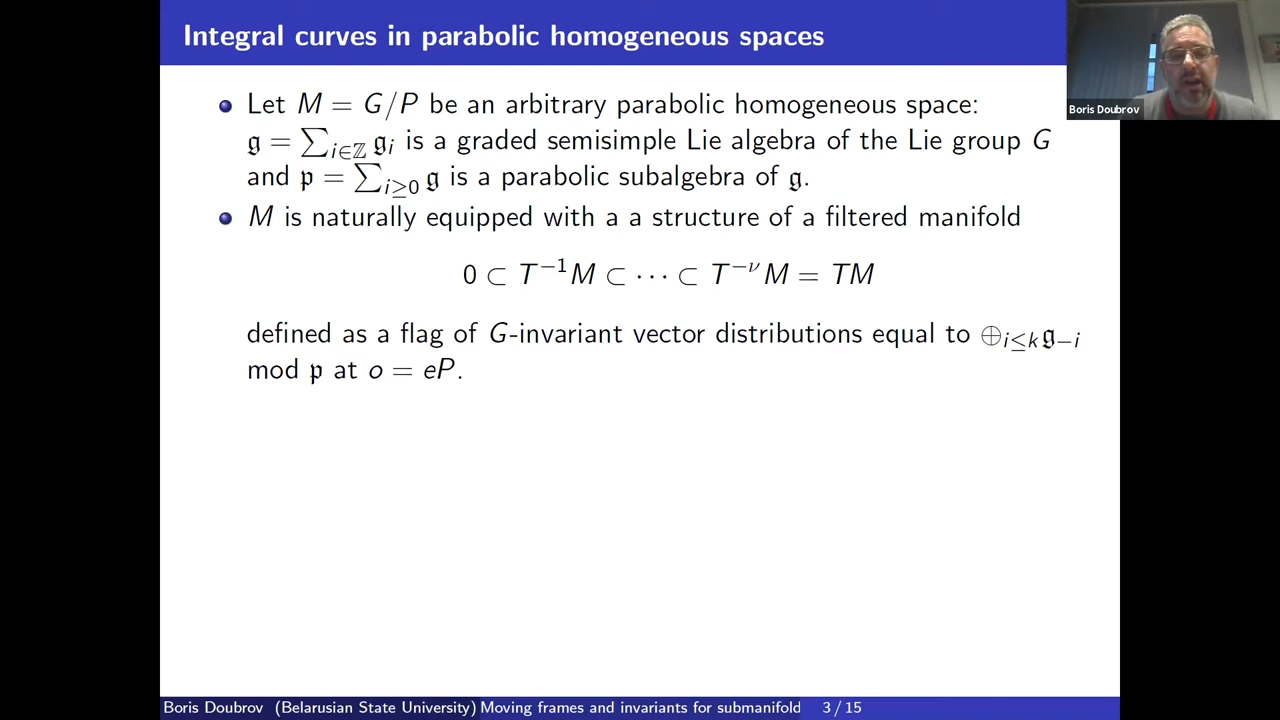 Integral curves in parabolic homogeneous spaces
Let M = G/P be an arbitrary parabolic homogeneous space:
𝔤 = ∑_{i∈ℤ} 𝔤_i is a graded semisimple Lie algebra of the Lie group G
and 𝔭 = ∑_{i≥0} 𝔤 is a parabolic subalgebra of 𝔤.
M is naturally equipped with a a structure of a filtered manifold
0 ⊂ T^{−1}M ⊂ ⋯ ⊂ T^{−ν}M = TM
defined as a flag of G-invariant vector distributions equal to ⊕_{i≤k}𝔤_{−i}
mod 𝔭 at o = eP.
Boris Doubrov
Boris Doubrov (Belarusian State University) Moving frames and invariants for submanifold 3 / 15